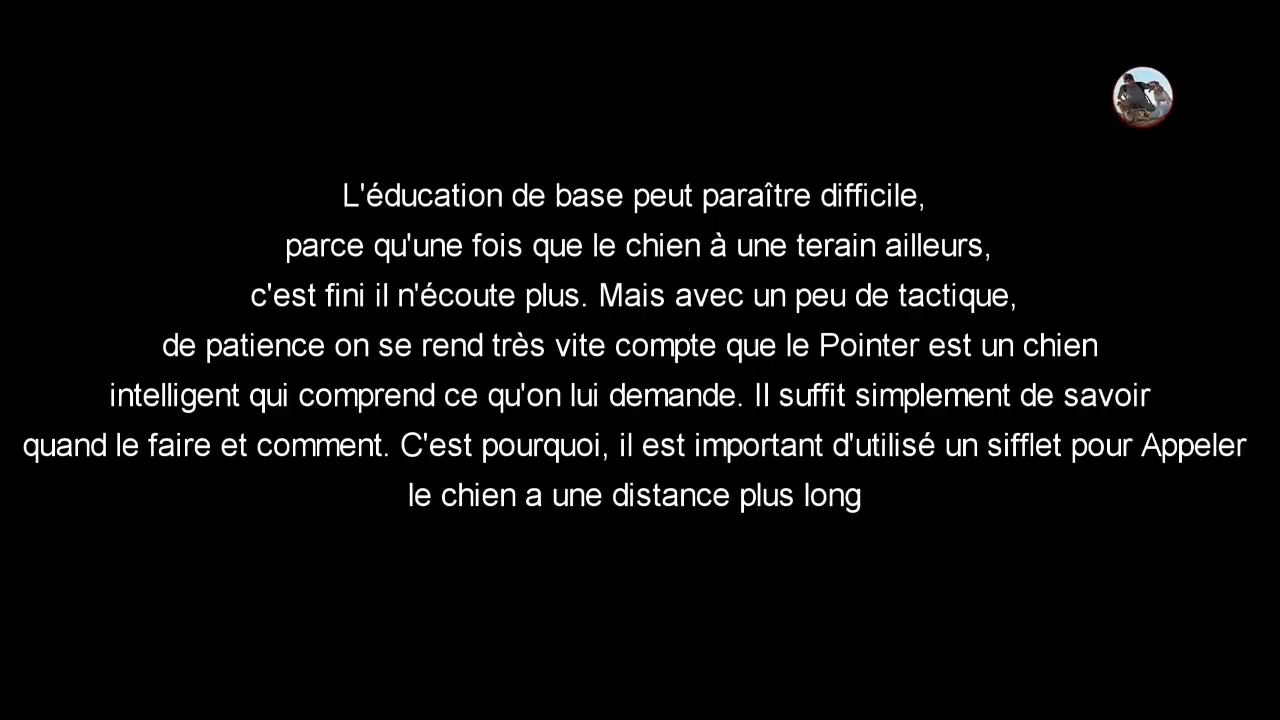 L'éducation de base peut paraître difficile,
parce qu'une fois que le chien à une terain ailleurs,
c'est fini il n'écoute plus. Mais avec un peu de tactique,
de patience on se rend très vite compte que le Pointer est un chien
intelligent qui comprend ce qu'on lui demande. Il suffit simplement de savoir
quand le faire et comment. C'est pourquoi, il est important d'utilisé un sifflet pour Appeler
le chien a une distance plus long